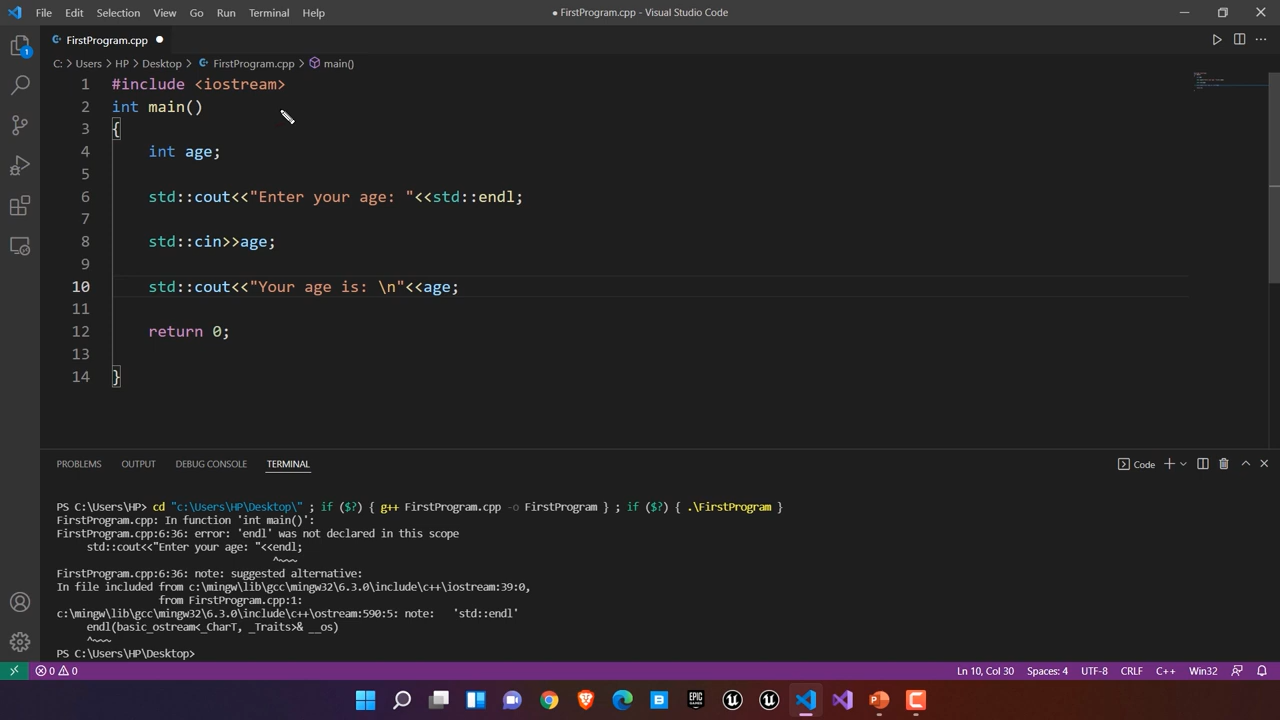 File Edit Selection View Go Run Terminal Help ● FirstProgram.cpp - Visual Studio Code
FirstProgram.cpp
C: > Users > HP > Desktop > FirstProgram.cpp > main()
1 #include <iostream>
2 int main()
3 {
4 int age;
5
6 std::cout<<"Enter your age: "<<std::endl;
7
8 std::cin>>age;
9
10 std::cout<<"Your age is: \n"<<age;
11
12 return 0;
13
14 }
PROBLEMS OUTPUT DEBUG CONSOLE TERMINAL Code
PS C:\Users\HP> cd "c:\Users\HP\Desktop\" ; if ($?) { g++ FirstProgram.cpp -o FirstProgram } ; if ($?) { .\FirstProgram }
FirstProgram.cpp: In function 'int main()':
FirstProgram.cpp:6:36: error: 'endl' was not declared in this scope
std::cout<<"Enter your age: "<<endl;
^~~~
FirstProgram.cpp:6:36: note: suggested alternative:
In file included from c:\mingw\lib\gcc\mingw32\6.3.0\include\c++\iostream:39:0,
from FirstProgram.cpp:1:
c:\mingw\lib\gcc\mingw32\6.3.0\include\c++\ostream:590:5: note: 'std::endl'
endl(basic_ostream<_CharT, _Traits>& __os)
^~~~
PS C:\Users\HP\Desktop>
0 0 Ln 10, Col 30 Spaces: 4 UTF-8 CRLF C++ Win32
EPIC GAMES